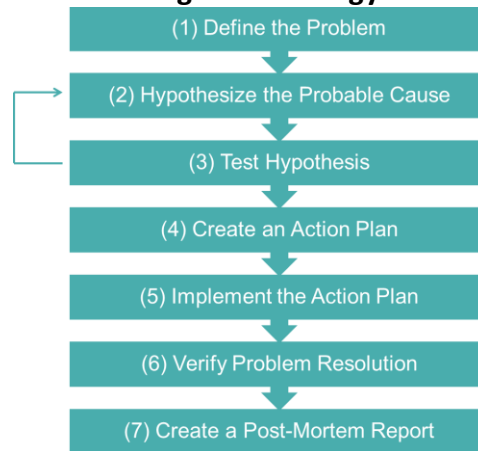 (1) Define the Problem
(2) Hypothesize the Probable Cause
(3) Test Hypothesis
(4) Create an Action Plan
(5) Implement the Action Plan
(6) Verify Problem Resolution
(7) Create a Post-Mortem Report